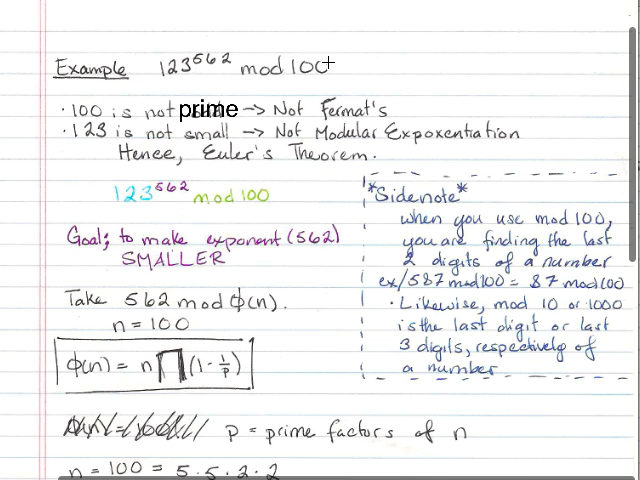 Example 123^562 mod 100
· 100 is not prime → Not Fermat's
· 123 is not small → Not Modular Expoxentiation
Hence, Euler's Theorem.
123^562 mod 100
Goal; to make exponent (562)
SMALLER
Take 562 mod ϕ(n).
n = 100
ϕ(n) = n ∏ (1 - 1/p)
*Sidenote*
when you use mod 100,
you are finding the last
2 digits of a number
ex/ 587 mod 100 = 87 mod 100
· Likewise, mod 10 or 1000
is the last digit or last
3 digits, respectively of
a number
p = prime factors of n
n = 100 = 5 · 5 · 2 · 2